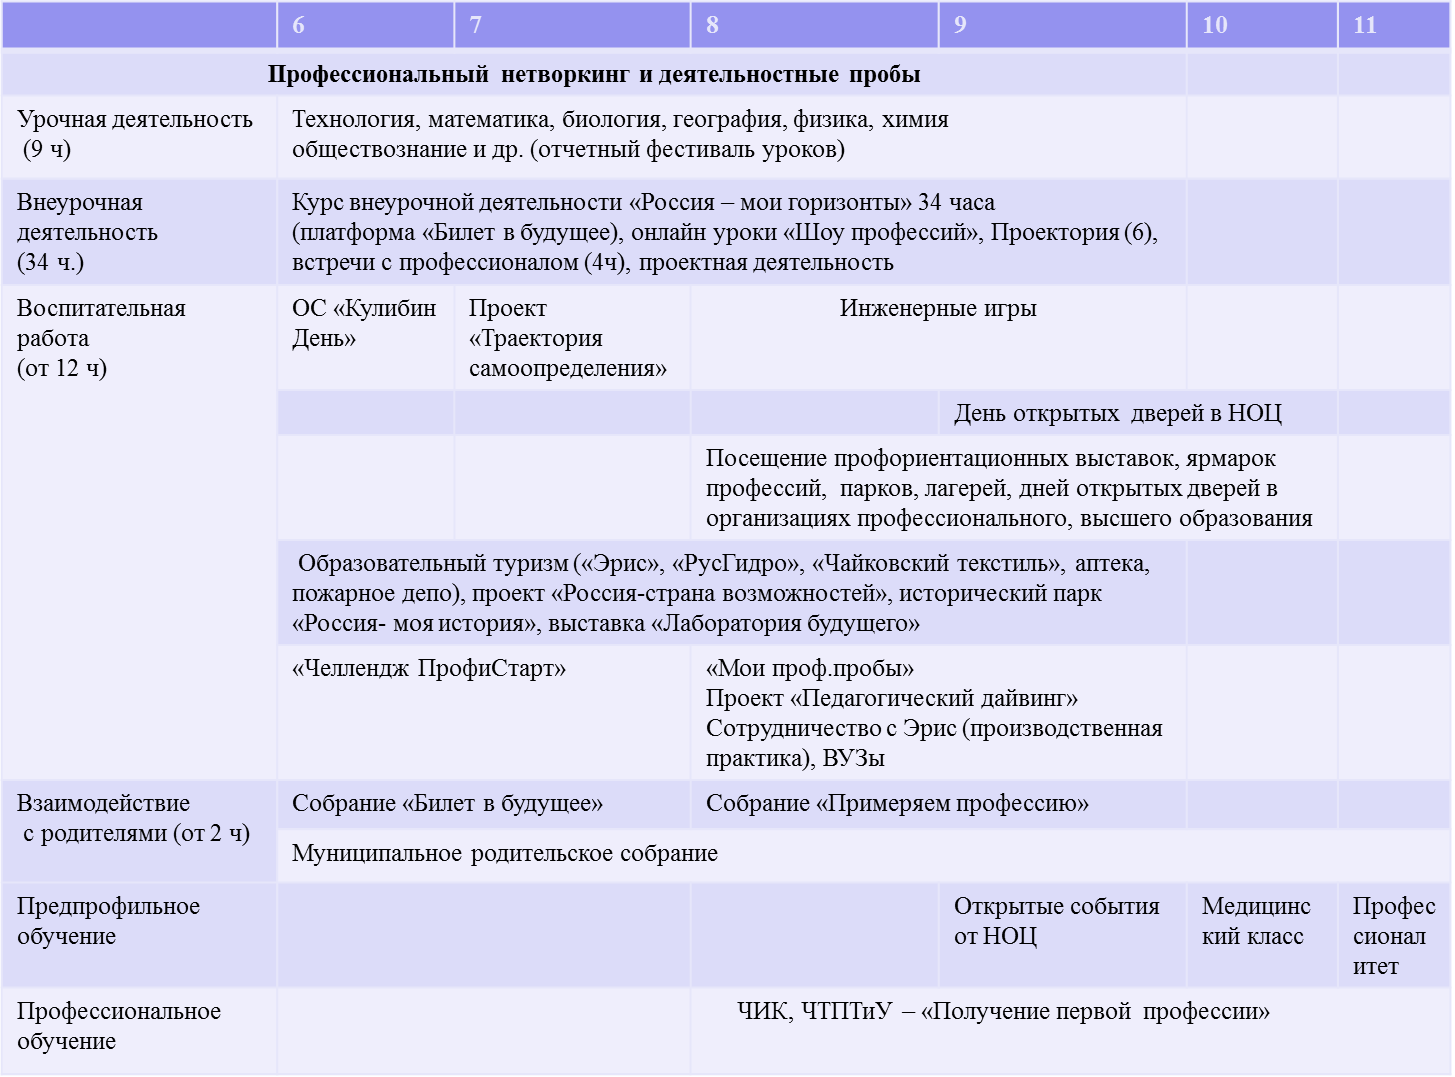 6 7 8 9 10 11
Профессиональный нетворкинг и деятельностные пробы
Урочная деятельность
(9 ч)
Технология, математика, биология, география, физика, химия
обществознание и др. (отчетный фестиваль уроков)
Внеурочная
деятельность
(34 ч.)
Курс внеурочной деятельности «Россия – мои горизонты» 34 часа
(платформа «Билет в будущее), онлайн уроки «Шоу профессий», Проектория (6),
встречи с профессионалом (4ч), проектная деятельность
Воспитательная
работа
(от 12 ч)
ОС «Кулибин
День»
Проект
«Траектория
самоопределения»
Инженерные игры
День открытых дверей в НОЦ
Посещение профориентационных выставок, ярмарок
профессий, парков, лагерей, дней открытых дверей в
организациях профессионального, высшего образования
Образовательный туризм («Эрис», «РусГидро», «Чайковский текстиль», аптека,
пожарное депо), проект «Россия-страна возможностей», исторический парк
«Россия- моя история», выставка «Лаборатория будущего»
«Челлендж ПрофиСтарт»
«Мои проф.пробы»
Проект «Педагогический дайвинг»
Сотрудничество с Эрис (производственная
практика), ВУЗы
Взаимодействие
с родителями (от 2 ч)
Собрание «Билет в будущее»
Собрание «Примеряем профессию»
Муниципальное родительское собрание
Предпрофильное
обучение
Открытые события
от НОЦ
Медицинс
кий класс
Профес
сионал
итет
Профессиональное
обучение
ЧИК, ЧТПТиУ – «Получение первой профессии»